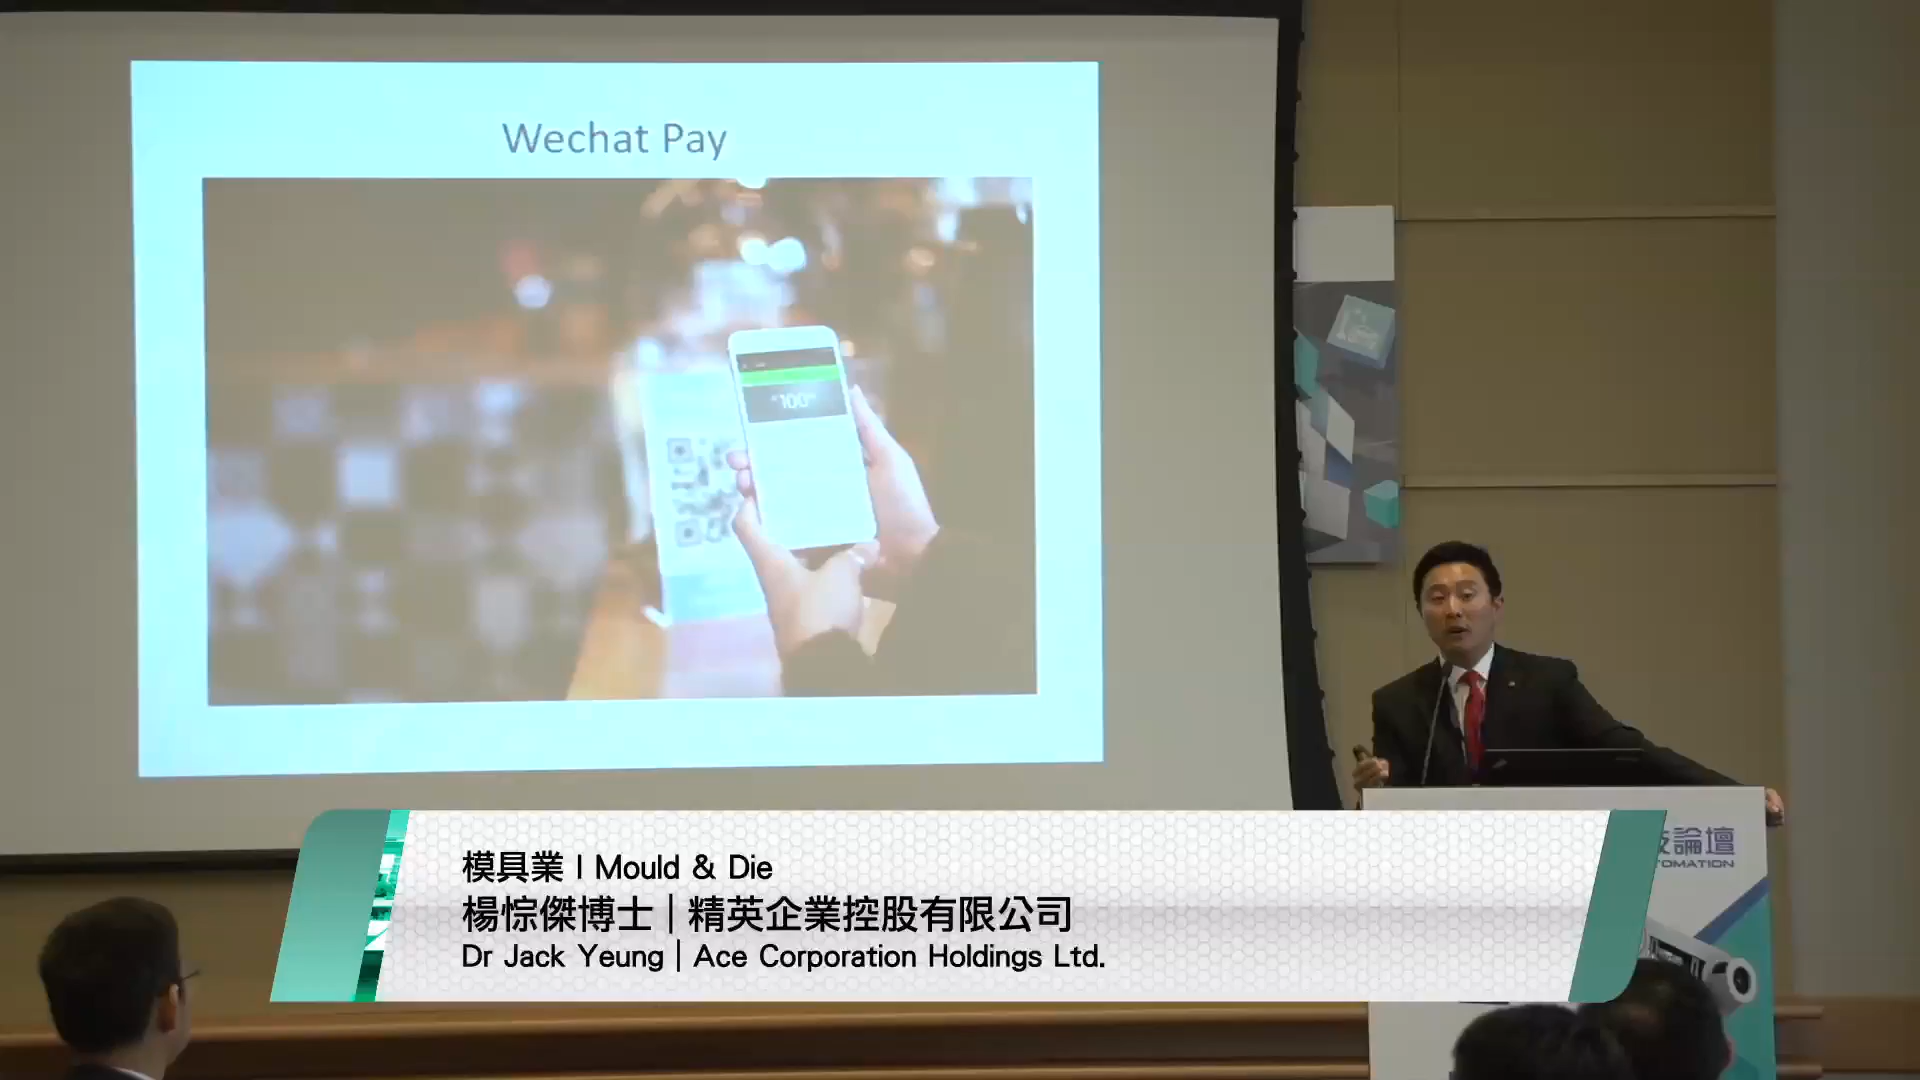 Wechat Pay
"100"
模具業 | Mould & Die
楊悰傑博士 | 精英企業控股有限公司
Dr Jack Yeung | Ace Corporation Holdings Ltd.
論壇
OMATION